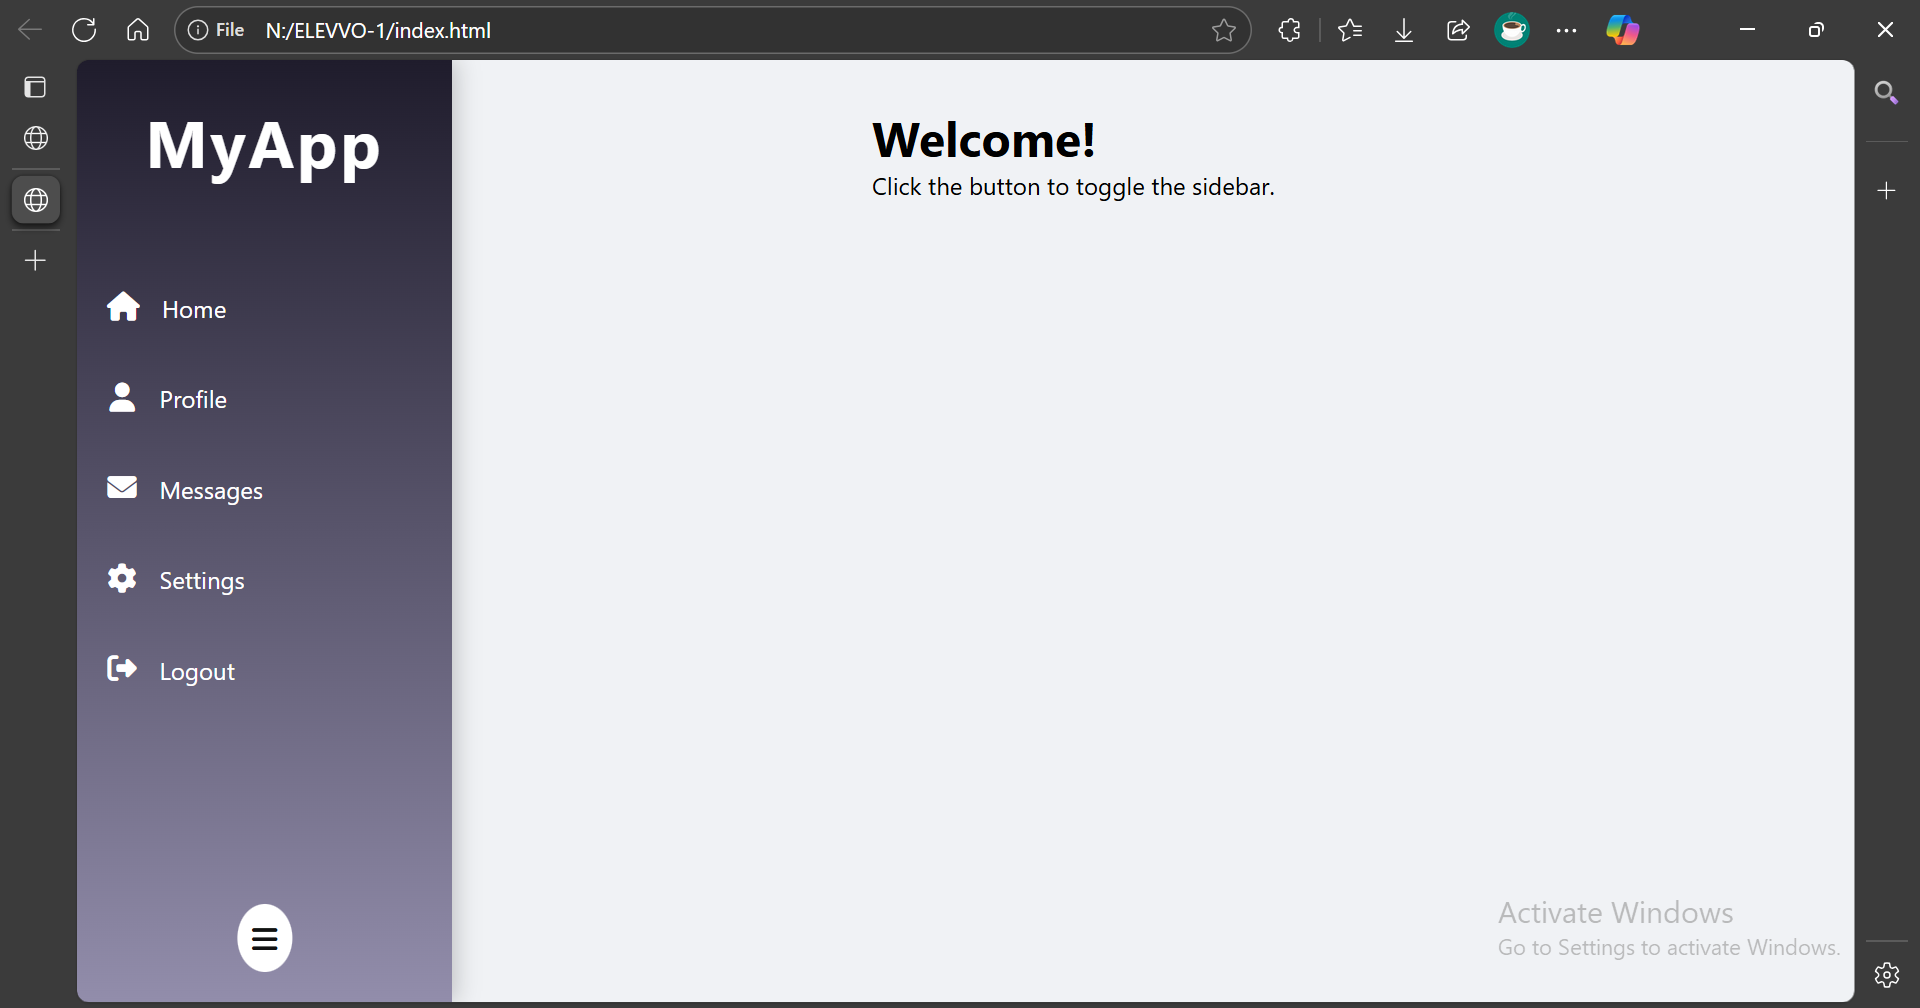 File N:/ELEVVO-1/index.html
MyApp
Home
Profile
Messages
Settings
Logout
Welcome!
Click the button to toggle the sidebar.
Activate Windows
Go to Settings to activate Windows.